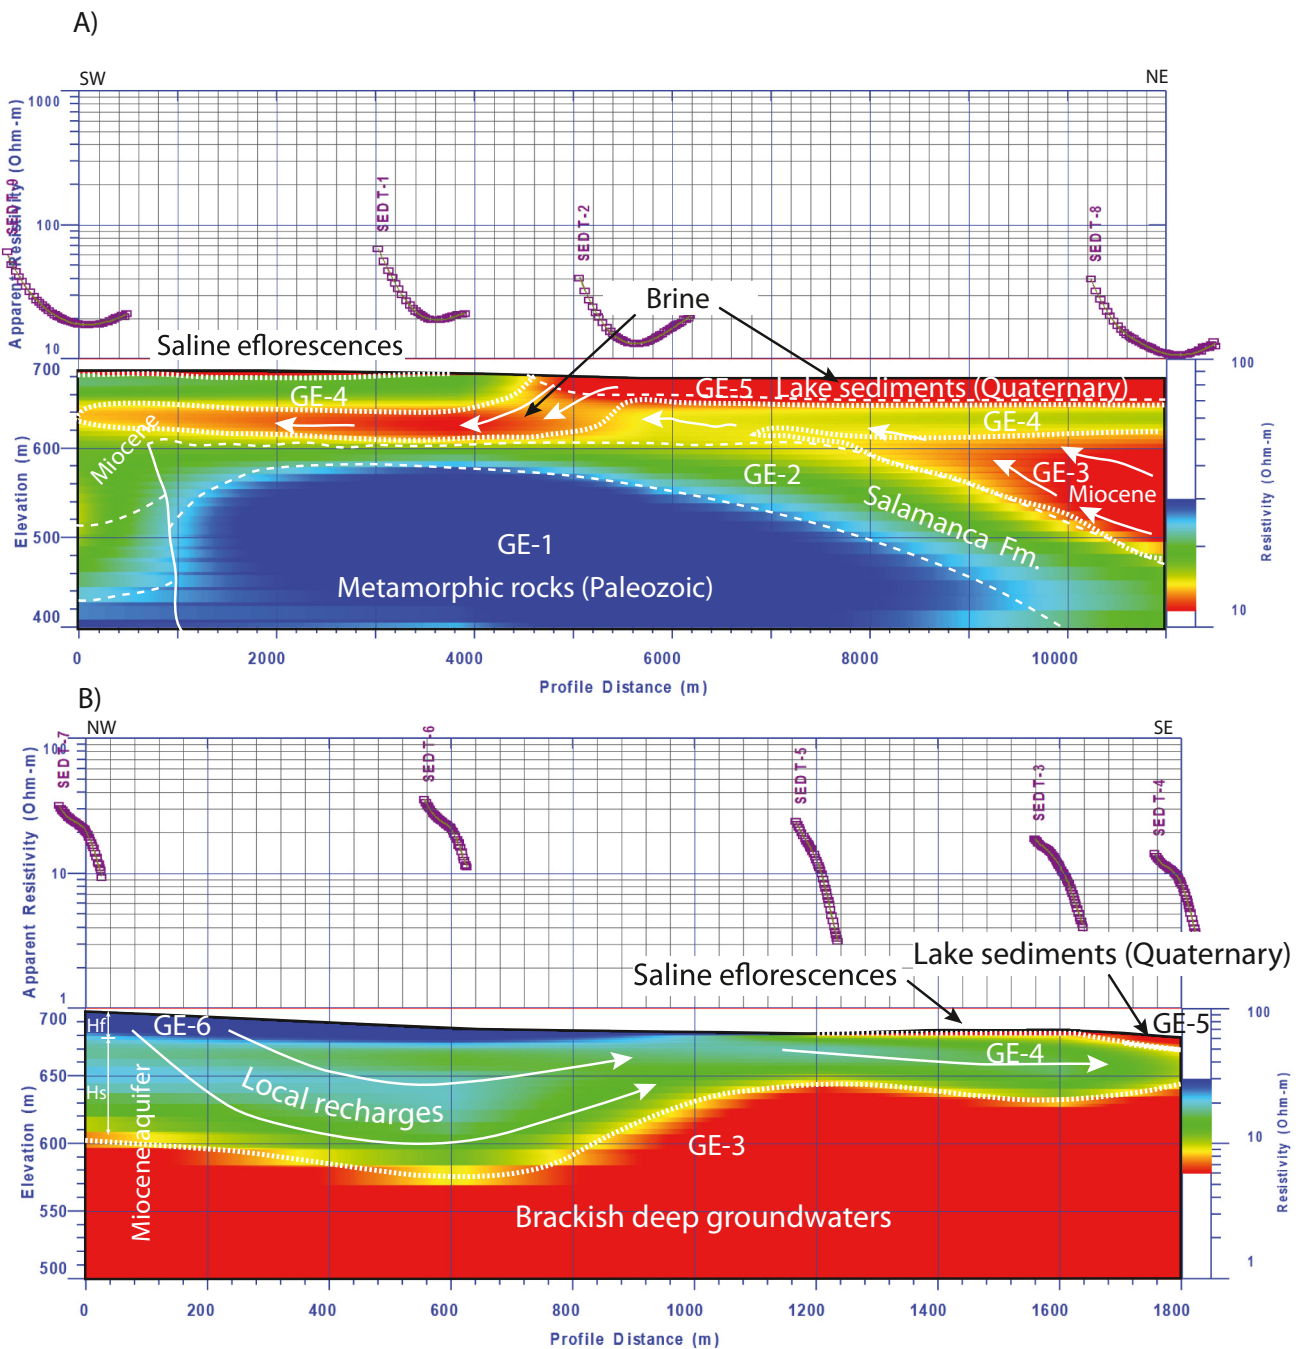 A)
SW
NE
Apparent Resistivity (Ohm-m)
1000
100
10
SEDT-9
SEDT-1
SEDT-2
SEDT-8
Brine
Saline eflorescences
Elevation (m)
700
600
500
400
GE-4
GE-5
Lake sediments (Quaternary)
GE-4
Miocene
GE-2
GE-3
Miocene
Salamanca Fm.
GE-1
Metamorphic rocks (Paleozoic)
100
10
Resistivity (Ohm-m)
0
2000
4000
6000
8000
10000
Profile Distance (m)
B)
NW
SE
Apparent Resistivity (Ohm-m)
10
1
SEDT-7
SEDT-6
SEDT-5
SEDT-3
SEDT-4
Lake sediments (Quaternary)
Saline eflorescences
Elevation (m)
700
650
600
550
500
Hf
Hs
GE-6
GE-5
GE-4
Local recharges
Mioceneaquifer
GE-3
Brackish deep groundwaters
100
10
1
Resistivity (Ohm-m)
0
200
400
600
800
1000
1200
1400
1600
1800
Profile Distance (m)